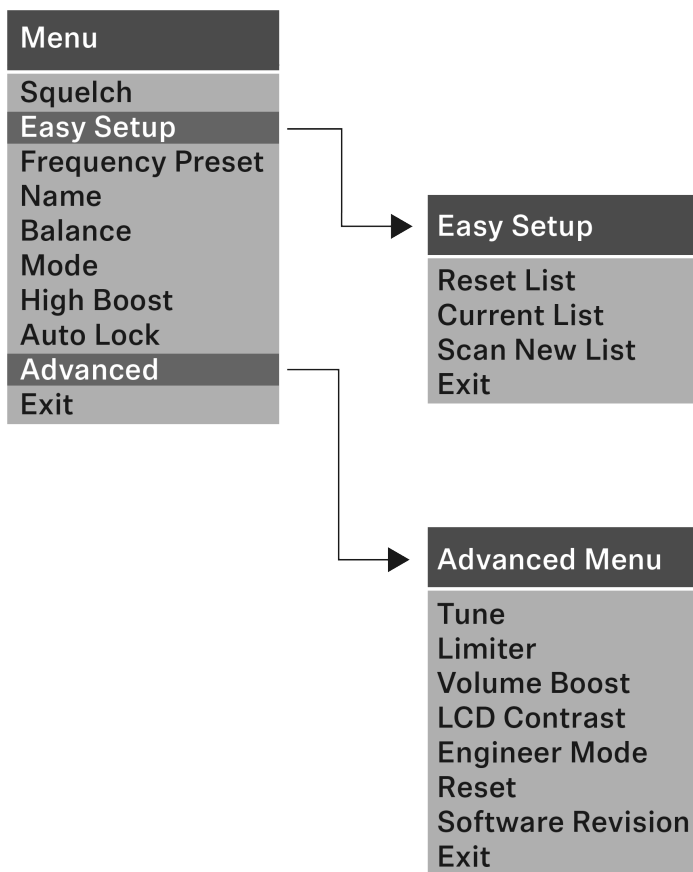 Menu
Squelch
Easy Setup
Frequency Preset
Name
Balance
Mode
High Boost
Auto Lock
Advanced
Exit
Easy Setup
Reset List
Current List
Scan New List
Exit
Advanced Menu
Tune
Limiter
Volume Boost
LCD Contrast
Engineer Mode
Reset
Software Revision
Exit